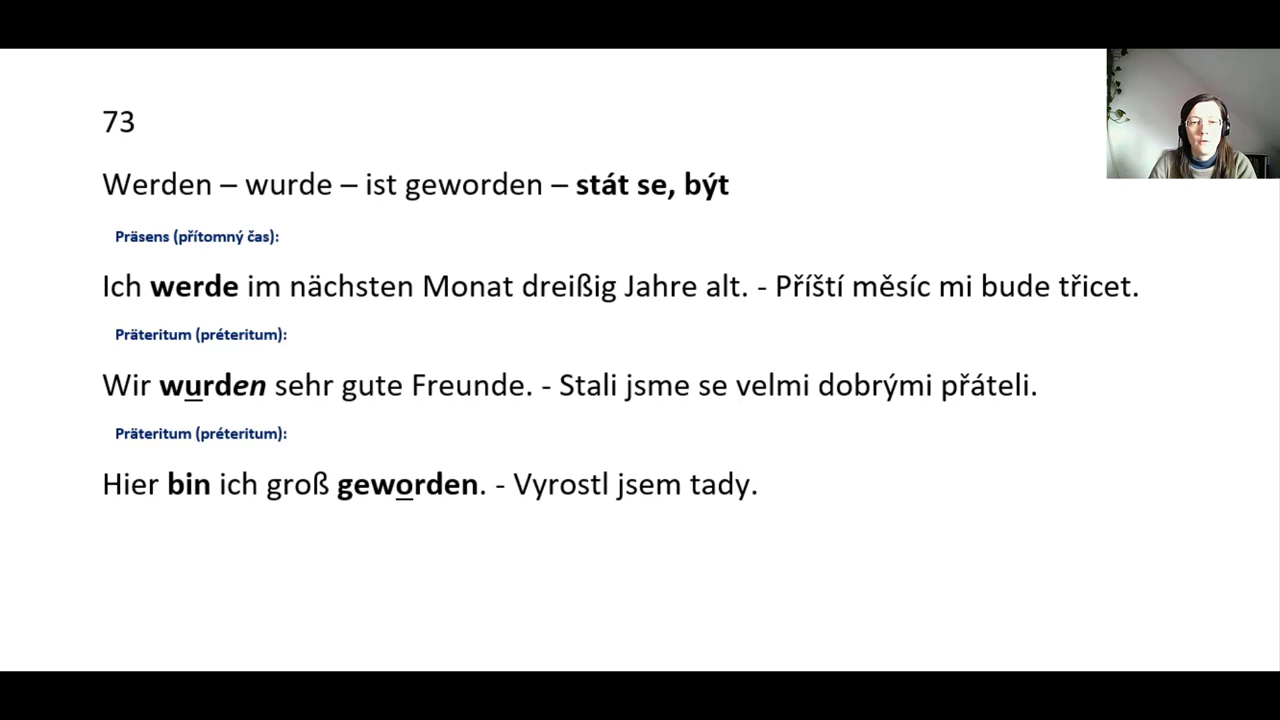 73
Werden – wurde – ist geworden – stát se, být
Präsens (přítomný čas):
Ich werde im nächsten Monat dreißig Jahre alt. - Příští měsíc mi bude třicet.
Präteritum (préteritum):
Wir wurden sehr gute Freunde. - Stali jsme se velmi dobrými přáteli.
Präteritum (préteritum):
Hier bin ich groß geworden. - Vyrostl jsem tady.